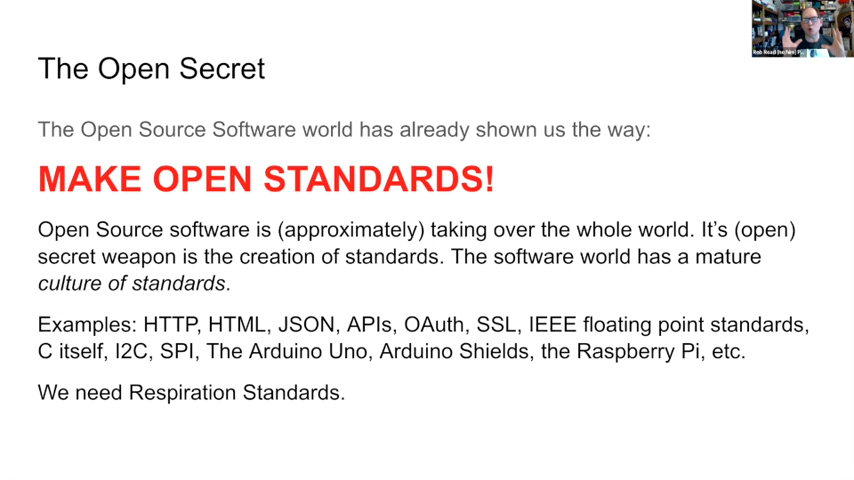 The Open Secret
The Open Source Software world has already shown us the way:
MAKE OPEN STANDARDS!
Open Source software is (approximately) taking over the whole world. It’s (open)
secret weapon is the creation of standards. The software world has a mature
culture of standards.
Examples: HTTP, HTML, JSON, APIs, OAuth, SSL, IEEE floating point standards,
C itself, I2C, SPI, The Arduino Uno, Arduino Shields, the Raspberry Pi, etc.
We need Respiration Standards.